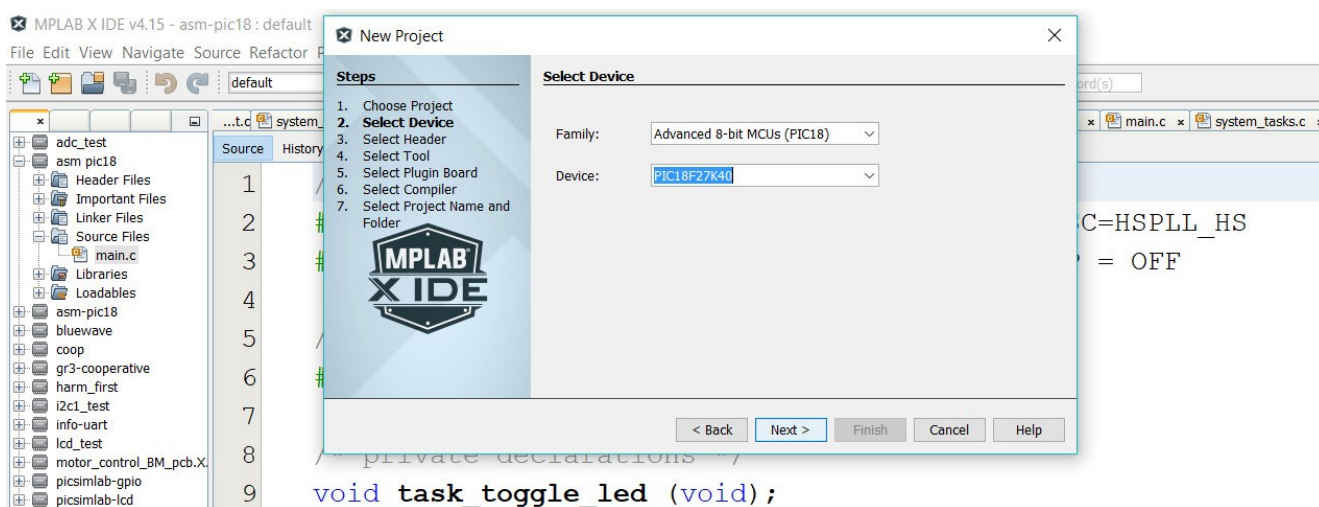 MPLAB X IDE v4.15 - asm-pic18 : default
File Edit View Navigate Source Refactor
default
ord(s)
...t.c system_
main.c x system_tasks.c
Source History
adc_test
asm pic18
Header Files
Important Files
Linker Files
Source Files
main.c
Libraries
Loadables
asm-pic18
bluewave
coop
gr3-cooperative
harm_first
i2c1_test
info-uart
lcd_test
motor_control_BM_pcb.X
picsimlab-gpio
picsimlab-lcd
New Project
Steps
1. Choose Project
2. Select Device
3. Select Header
4. Select Tool
5. Select Plugin Board
6. Select Compiler
7. Select Project Name and
Folder
MPLAB
X IDE
Select Device
Family: Advanced 8-bit MCUs (PIC18)
Device: PIC18F27K40
< Back Next > Finish Cancel Help
1 /
2 # C=HSPLL_HS
3 # = OFF
4
5 /
6 #
7
8 /* private declarations */
9 void task_toggle_led (void);